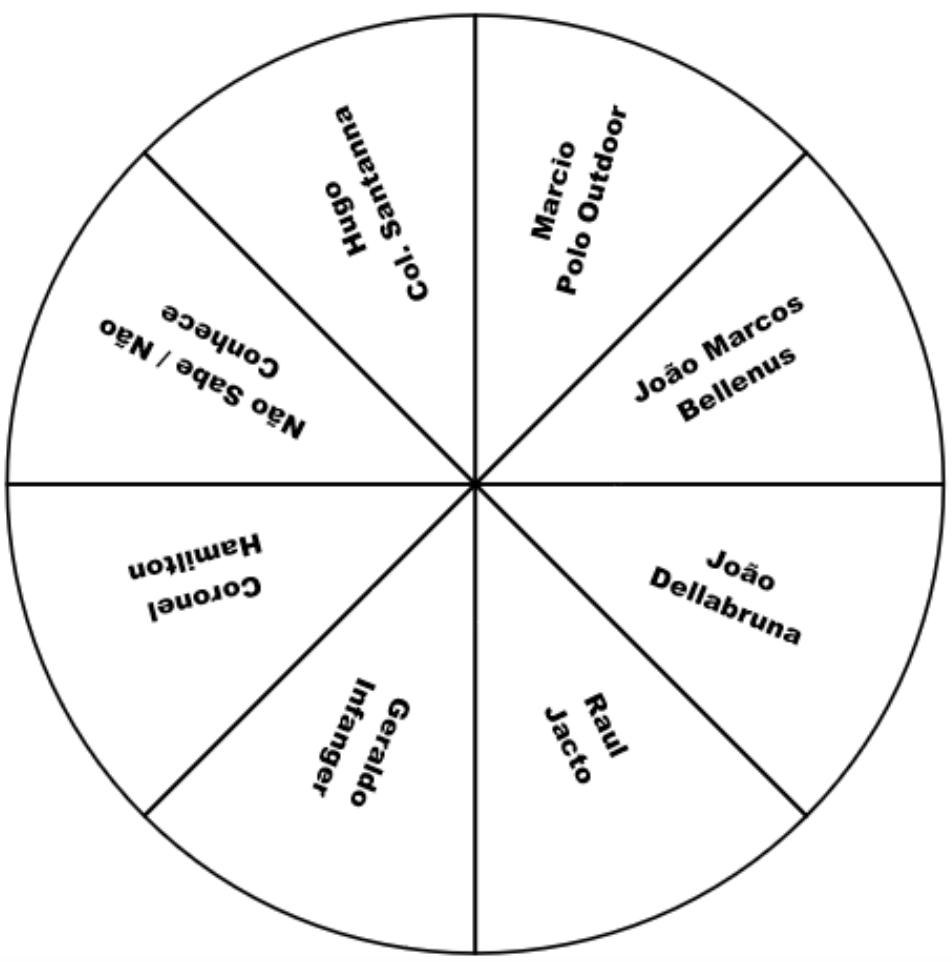 Marcio
Polo Outdoor
João Marcos
Bellenus
João
Dellabruna
Raul
Jacto
Geraldo
Infanger
Coronel
Hamilton
Não Sabe / Não
Conhece
Hugo
Col. Santanna